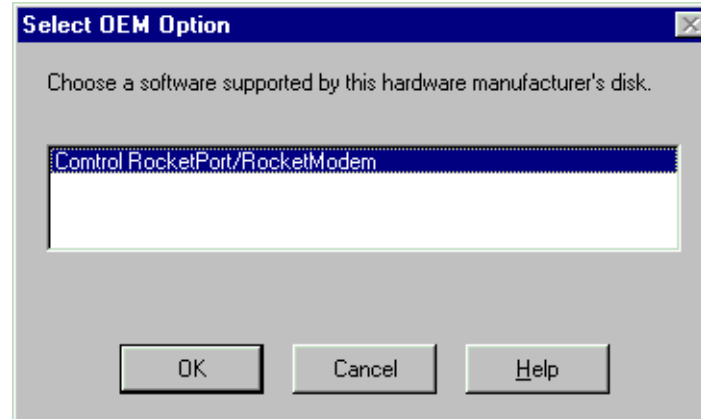 Select OEM Option
Choose a software supported by this hardware manufacturer's disk.
Comtrol RocketPort/RocketModem
OK
Cancel
Help